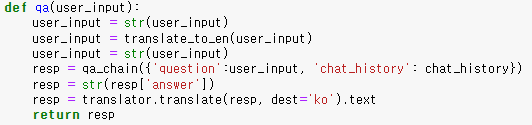 def qa(user_input):
    user_input = str(user_input)
    user_input = translate_to_en(user_input)
    user_input = str(user_input)
    resp = qa_chain({'question':user_input, 'chat_history': chat_history})
    resp = str(resp['answer'])
    resp = translator.translate(resp, dest='ko').text
    return resp